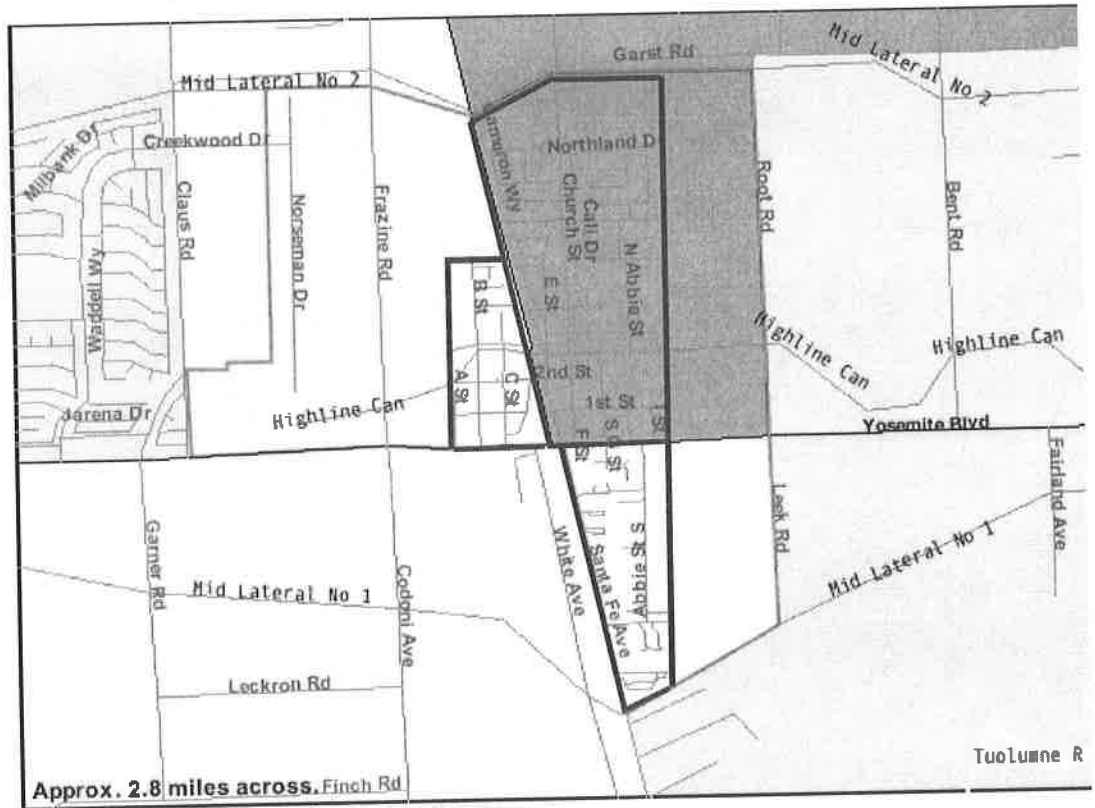 Mid Lateral No 2
Garst Rd
Mid Lateral No 2
Millbank Dr
Creekwood Dr
Northland D
Claus Rd
Norseman Dr
Frazine Rd
Church St
Call Dr
N Abbie St
Root Rd
Bent Rd
Weppel Wy
B St
E St
A St
C St
2nd St
1st St
I St
Highline Can
Highline Can
Jarena Dr
Highline Can
Yosemite Blvd
F St
S G St
Garner Rd
Mid Lateral No 1
Codoni Ave
White Ave
Santa Fe Ave
S Abbie St
Leek Rd
Mid Lateral No 1
Fairland Ave
Leckron Rd
Tuolumne R
Approx. 2.8 miles across. Finch Rd